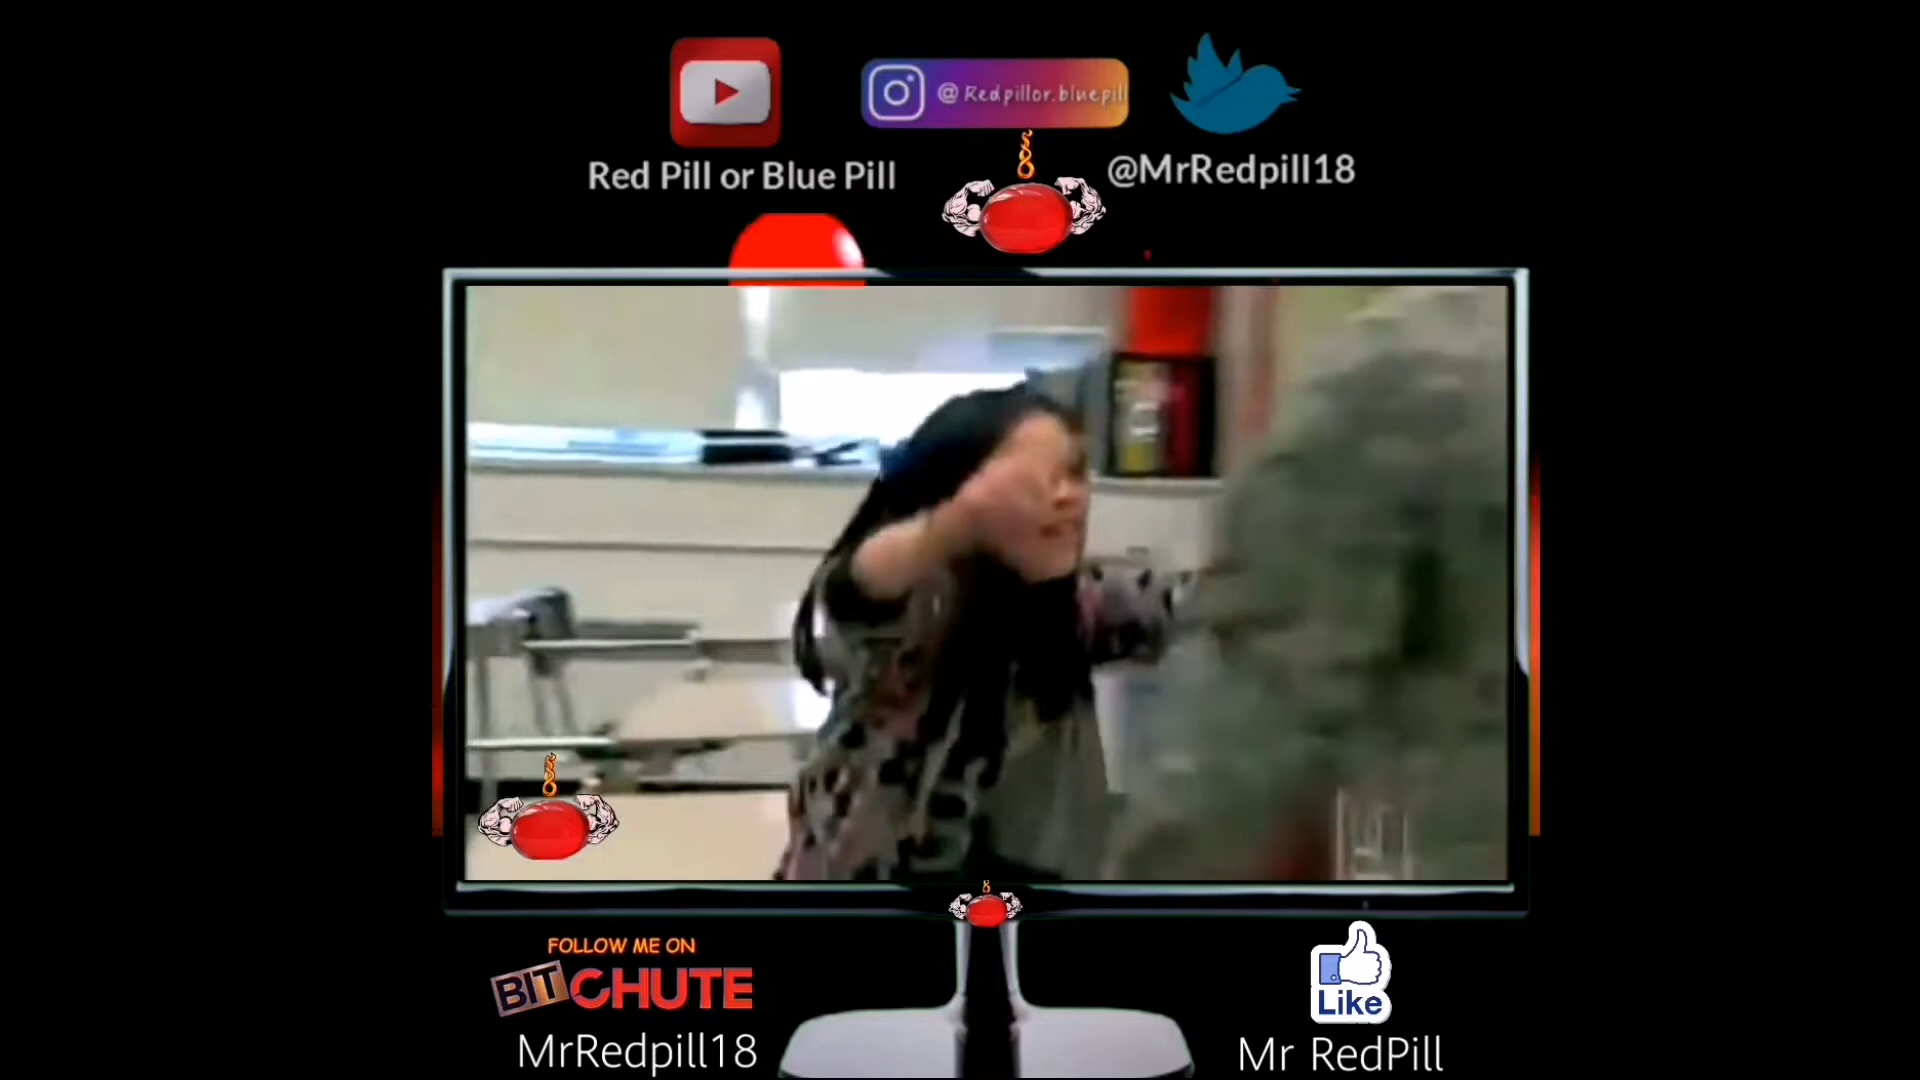 @Redpillor.bluepill
Red Pill or Blue Pill
@MrRedpill18
FOLLOW ME ON
BITCHUTE
MrRedpill18
Like
Mr RedPill